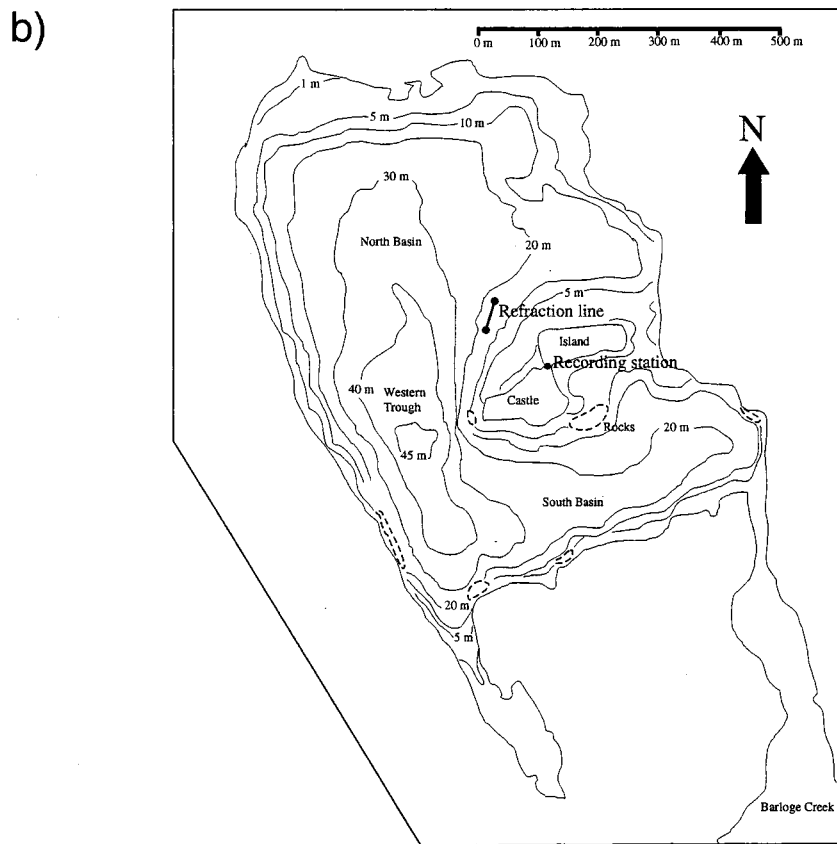 b)
0 m 100 m 200 m 300 m 400 m 500 m
1 m
5 m
10 m
N
30 m
North Basin
20 m
5 m
Refraction line
Island
Recording station
40 m
Western
Trough
Castle
Rocks
20 m
45 m
South Basin
20 m
5 m
Barloge Creek